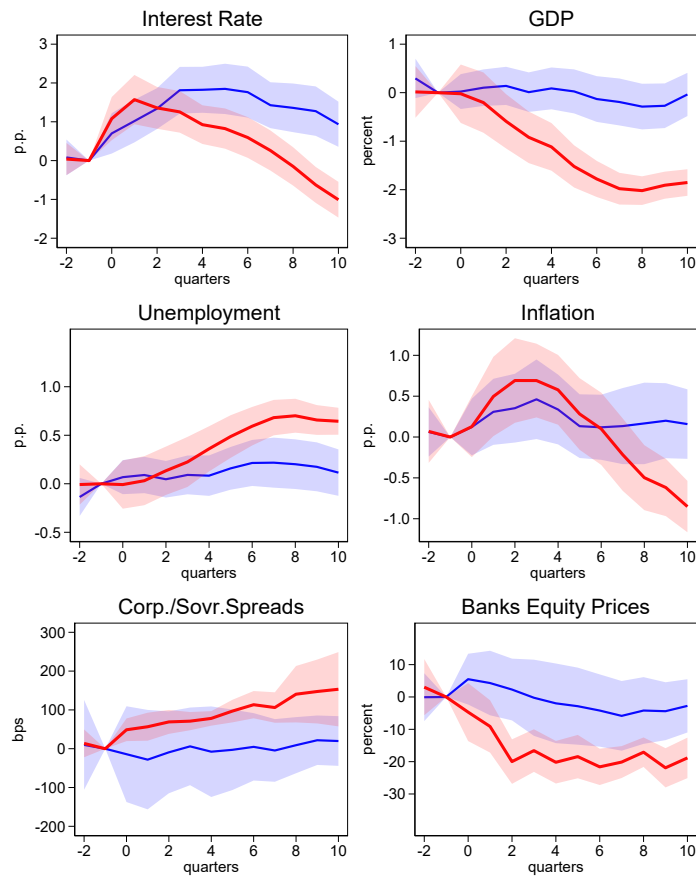 Interest Rate
3
2
1
0
-1
-2
p.p.
-2 0 2 4 6 8 10
quarters
GDP
1
0
-1
-2
-3
percent
-2 0 2 4 6 8 10
quarters
Unemployment
1.0
0.5
0.0
-0.5
p.p.
-2 0 2 4 6 8 10
quarters
Inflation
1.0
0.5
0.0
-0.5
-1.0
p.p.
-2 0 2 4 6 8 10
quarters
Corp./Sovr.Spreads
300
200
100
0
-100
-200
bps
-2 0 2 4 6 8 10
quarters
Banks Equity Prices
10
0
-10
-20
-30
percent
-2 0 2 4 6 8 10
quarters